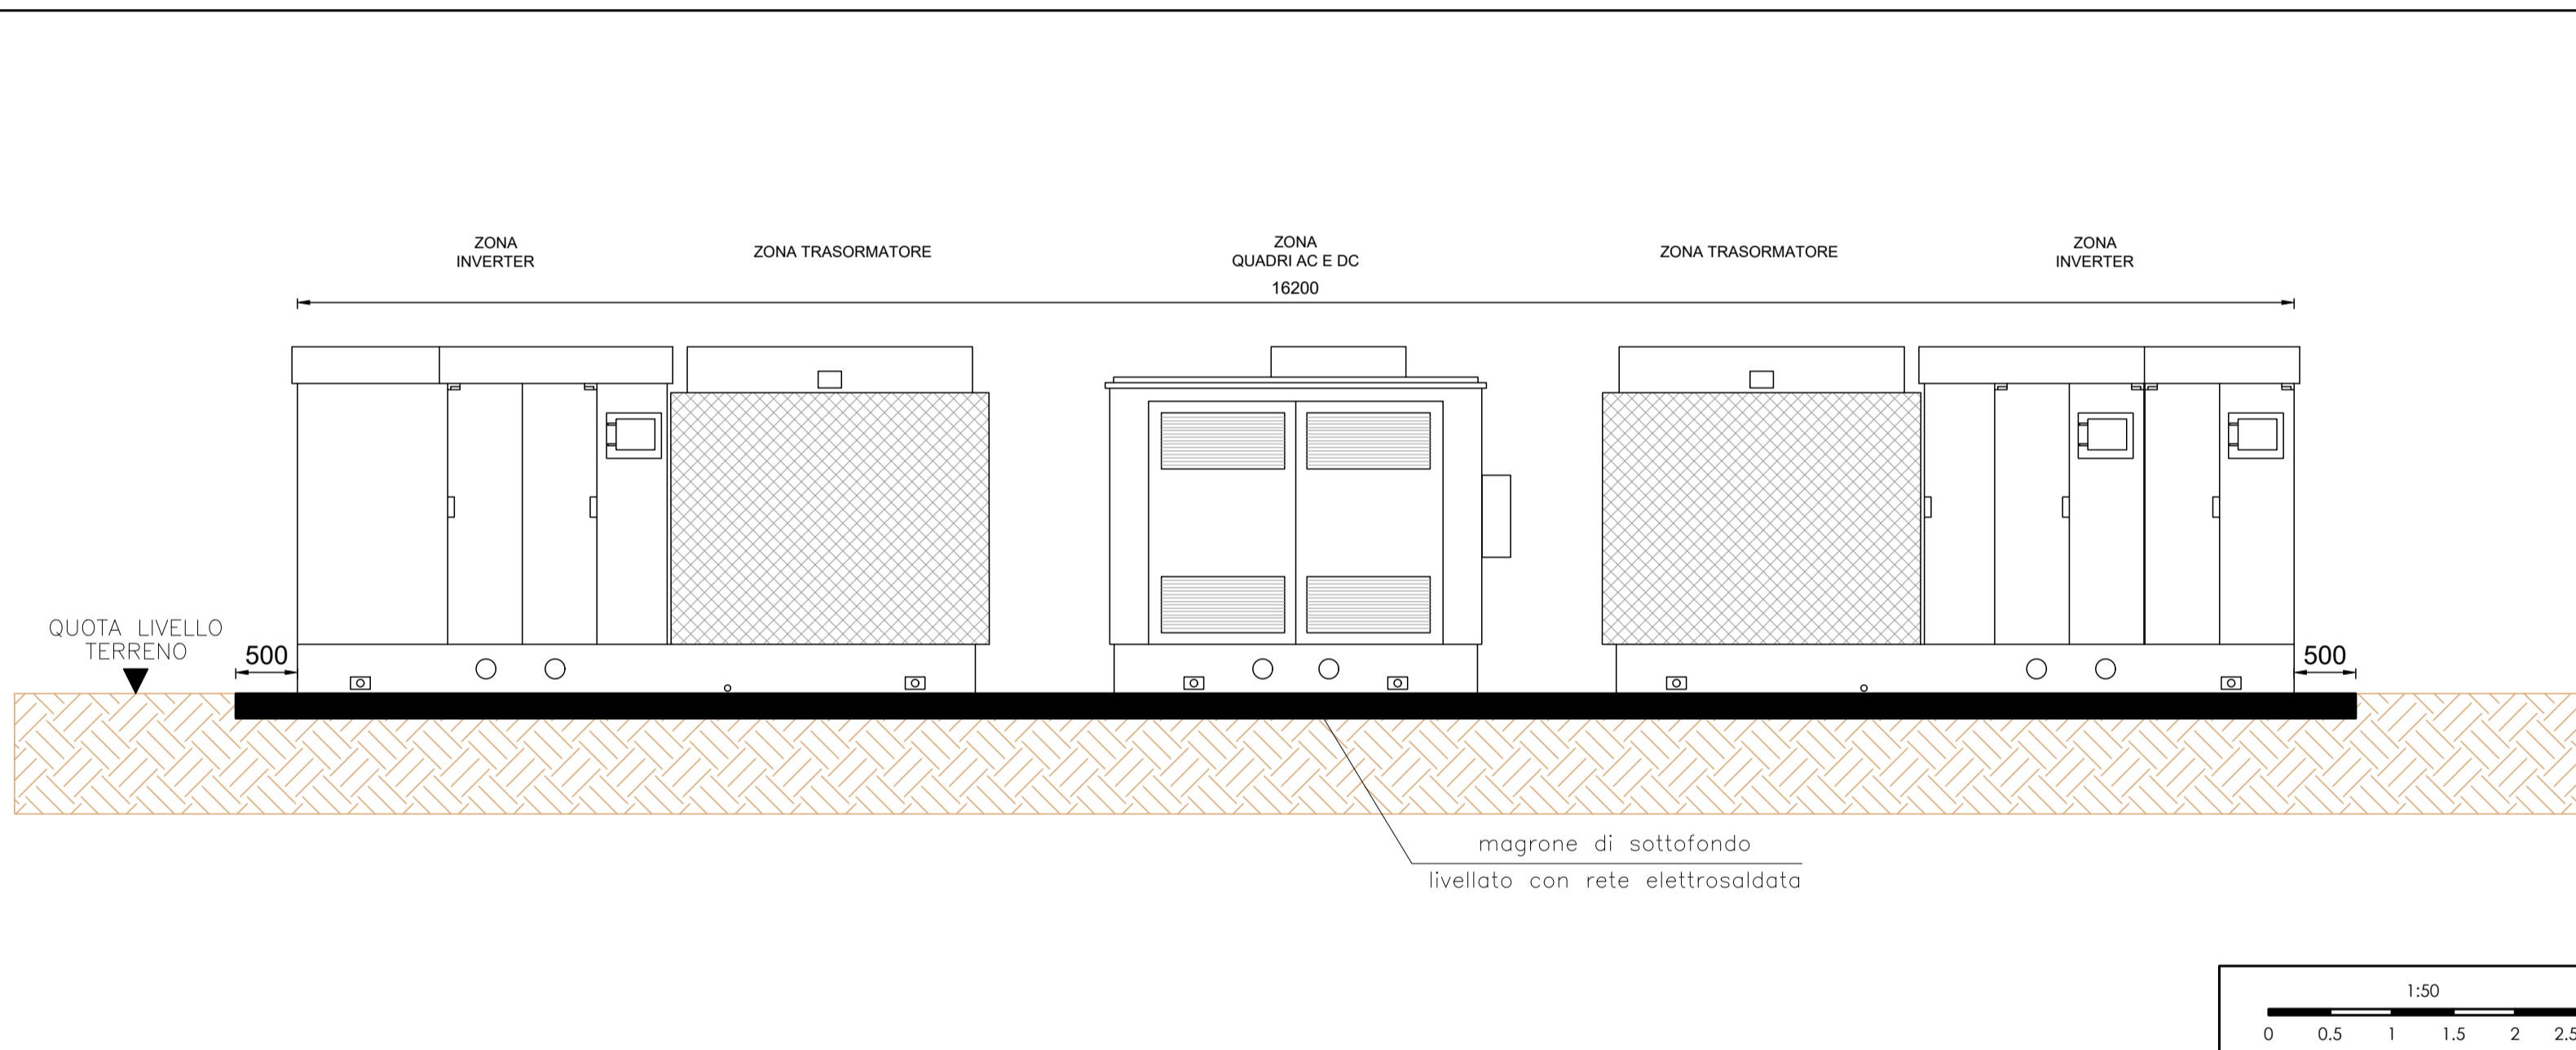 ZONA
INVERTER
ZONA TRASORMATORE
ZONA
QUADRI AC E DC
ZONA TRASORMATORE
ZONA
INVERTER
16200
QUOTA LIVELLO
TERRENO
500
500
magrone di sottofondo
livellato con rete elettrosaldata
1:50
0 0.5 1 1.5 2 2.5